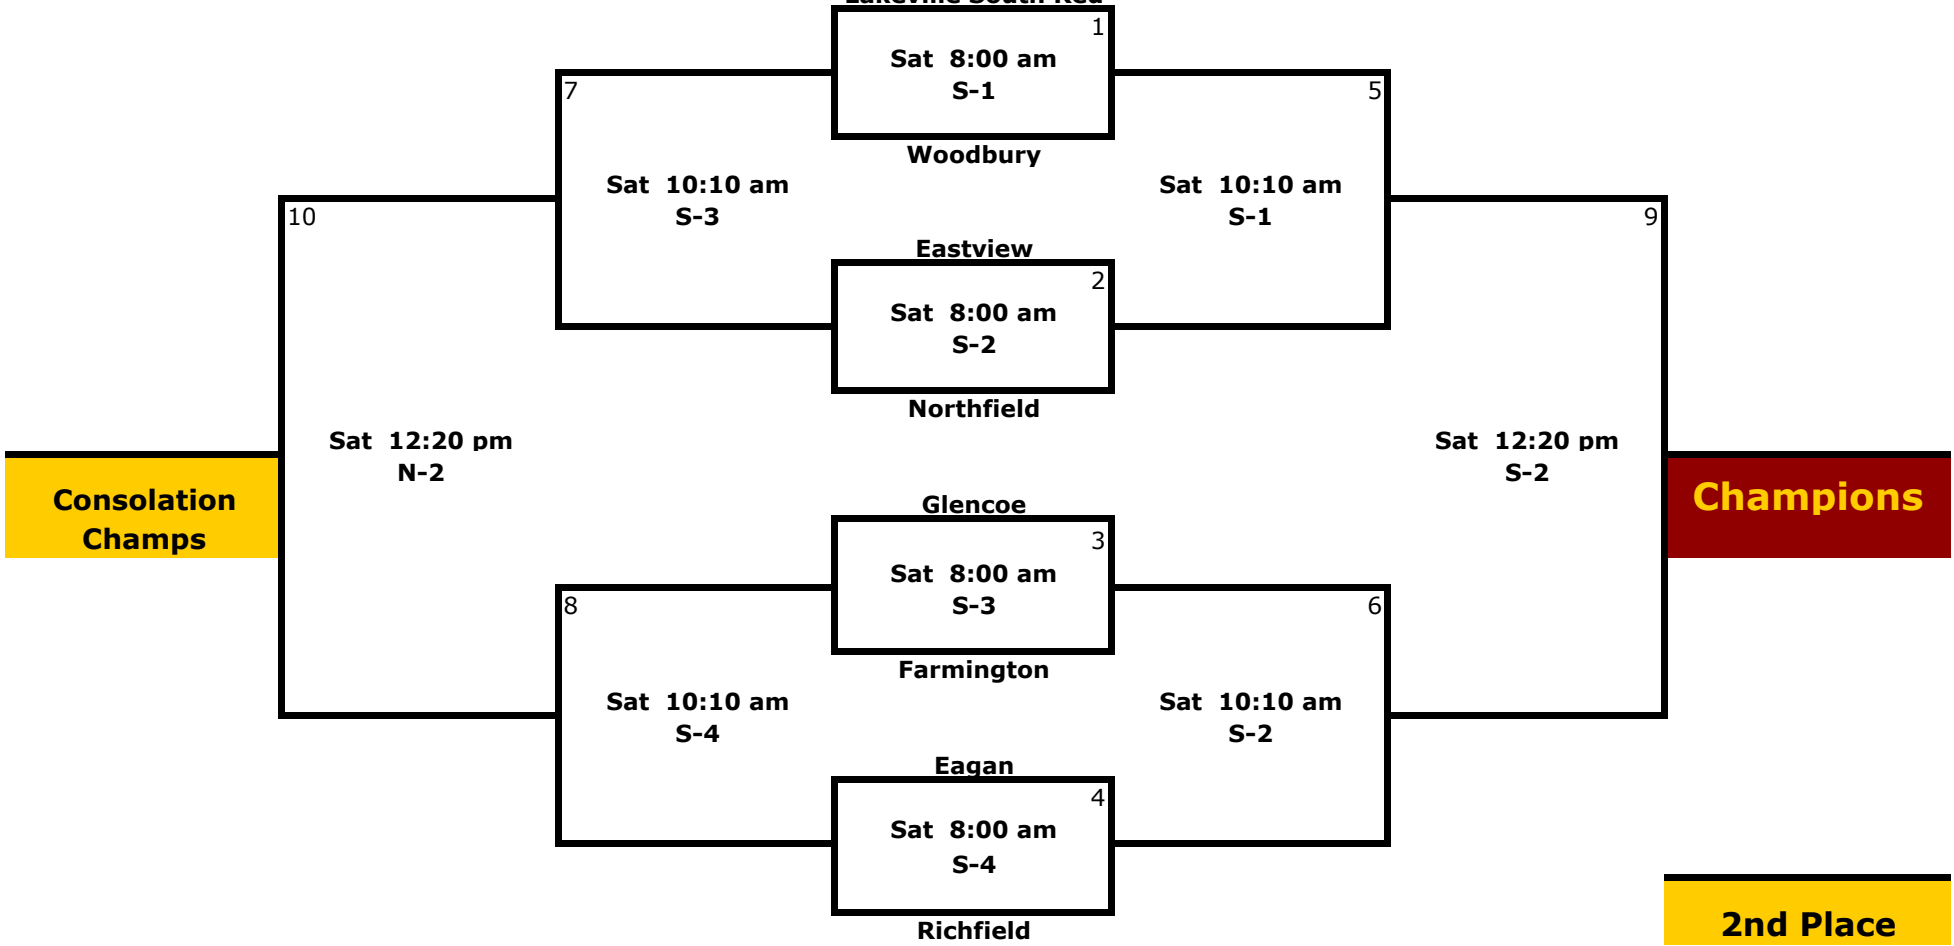 1
Sat 8:00 am
S-1
Woodbury
7
Sat 10:10 am
S-3
5
Sat 10:10 am
S-1
10
Sat 12:20 pm
N-2
9
Sat 12:20 pm
S-2
Eastview
2
Sat 8:00 am
S-2
Northfield
Consolation
Champs
Champions
Glencoe
3
Sat 8:00 am
S-3
Farmington
8
Sat 10:10 am
S-4
6
Sat 10:10 am
S-2
Eagan
4
Sat 8:00 am
S-4
Richfield
2nd Place